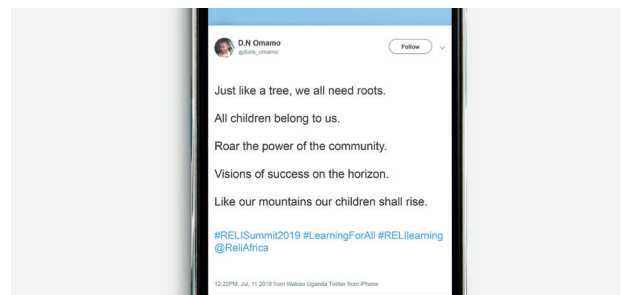 D.N Omamo
@doris_omamo
Follow
Just like a tree, we all need roots.
All children belong to us.
Roar the power of the community.
Visions of success on the horizon.
Like our mountains our children shall rise.
#RELISummit2019 #LearningForAll #RELIlearning
@ReliAfrica
12:22PM. Jul, 11 2019 from Wakiso Uganda Twitter from iPhone